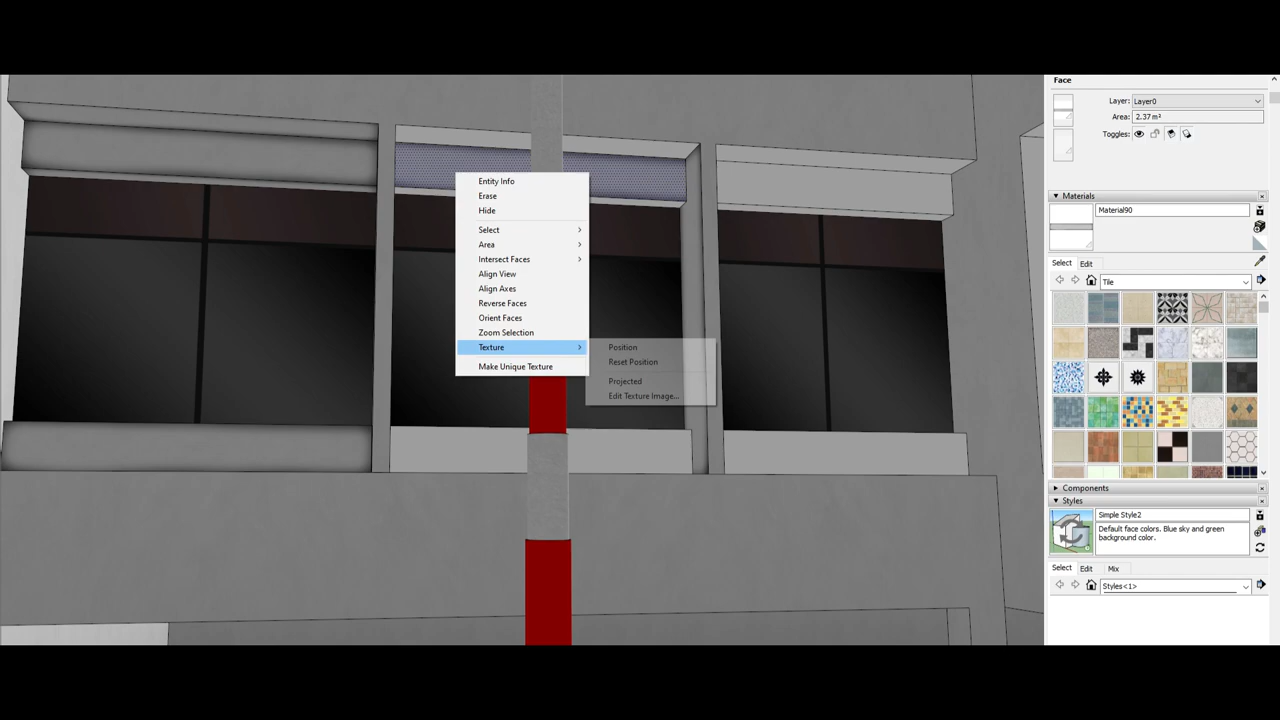 Face
Layer: Layer0
Area: 2.37 m²
Toggles:
Materials
Material90
Select Edit
Tile
Components
Styles
Simple Style2
Default face colors. Blue sky and green
background color.
Select Edit Mix
Styles<1>
Entity Info
Erase
Hide
Select
Area
Intersect Faces
Align View
Align Axes
Reverse Faces
Orient Faces
Zoom Selection
Texture
Make Unique Texture
Position
Reset Position
Projected
Edit Texture Image...